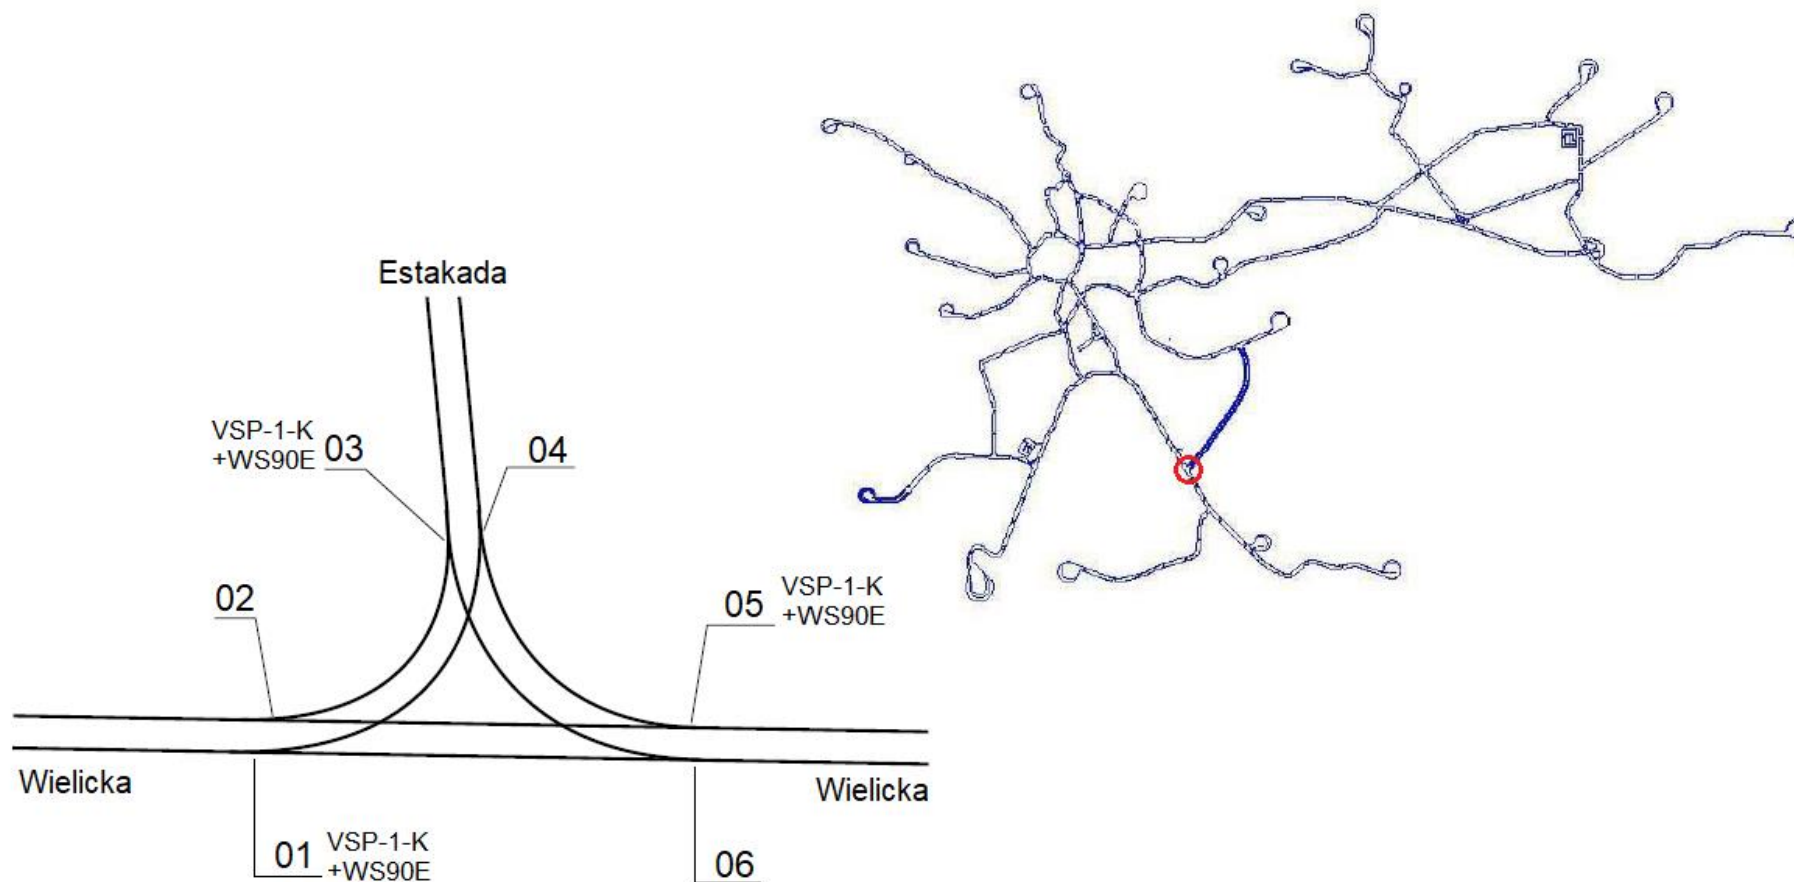 Estakada
VSP-1-K
+WS90E
03
04
02
05
VSP-1-K
+WS90E
Wielicka
Wielicka
01
VSP-1-K
+WS90E
06